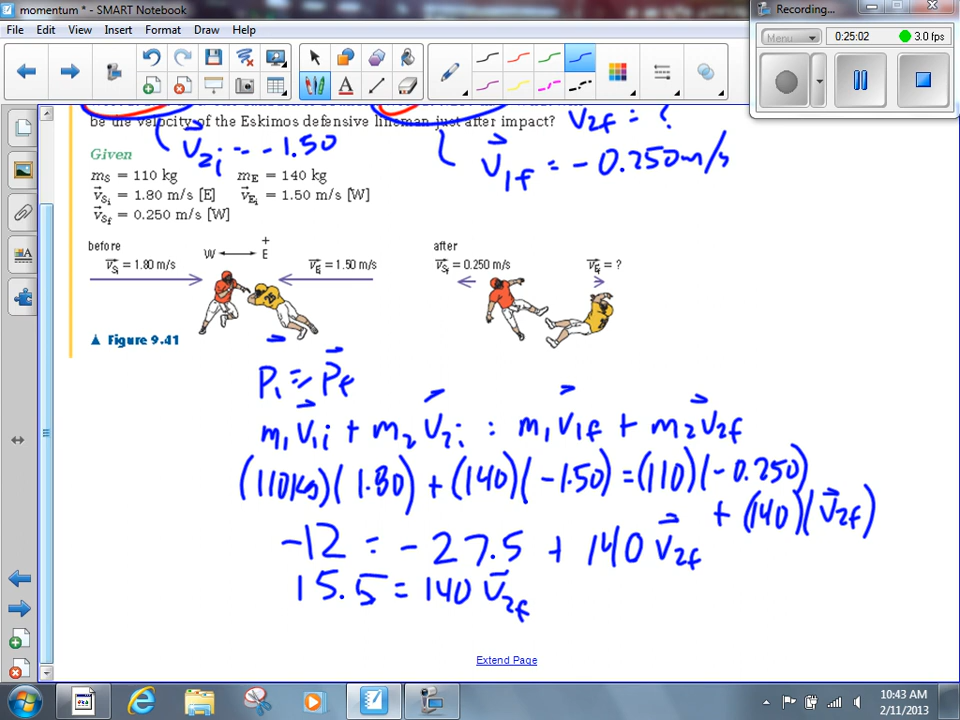 momentum * - SMART Notebook
Recording...
File Edit View Insert Format Draw Help
Menu
0:25:02
3.0 fps
be the velocity of the Eskimos defensive lineman just after impact?
v2f = ?
v2i = -1.50
v1f = -0.250m/s
Given
mS = 110 kg mE = 140 kg
vSi = 1.80 m/s [E] vEi = 1.50 m/s [W]
vSf = 0.250 m/s [W]
before
+
W E
vSi = 1.80 m/s
vEi = 1.50 m/s
after
vSf = 0.250 m/s
vEf = ?
25
▲ Figure 9.41
Pi = Pf
m1v1i + m2v2i = m1v1f + m2v2f
(110kg)(1.80) + (140)(-1.50) = (110)(-0.250)
+ (140)(v2f)
-12 = -27.5 + 140 v2f
15.5 = 140 v2f
Extend Page
10:43 AM
2/11/2013